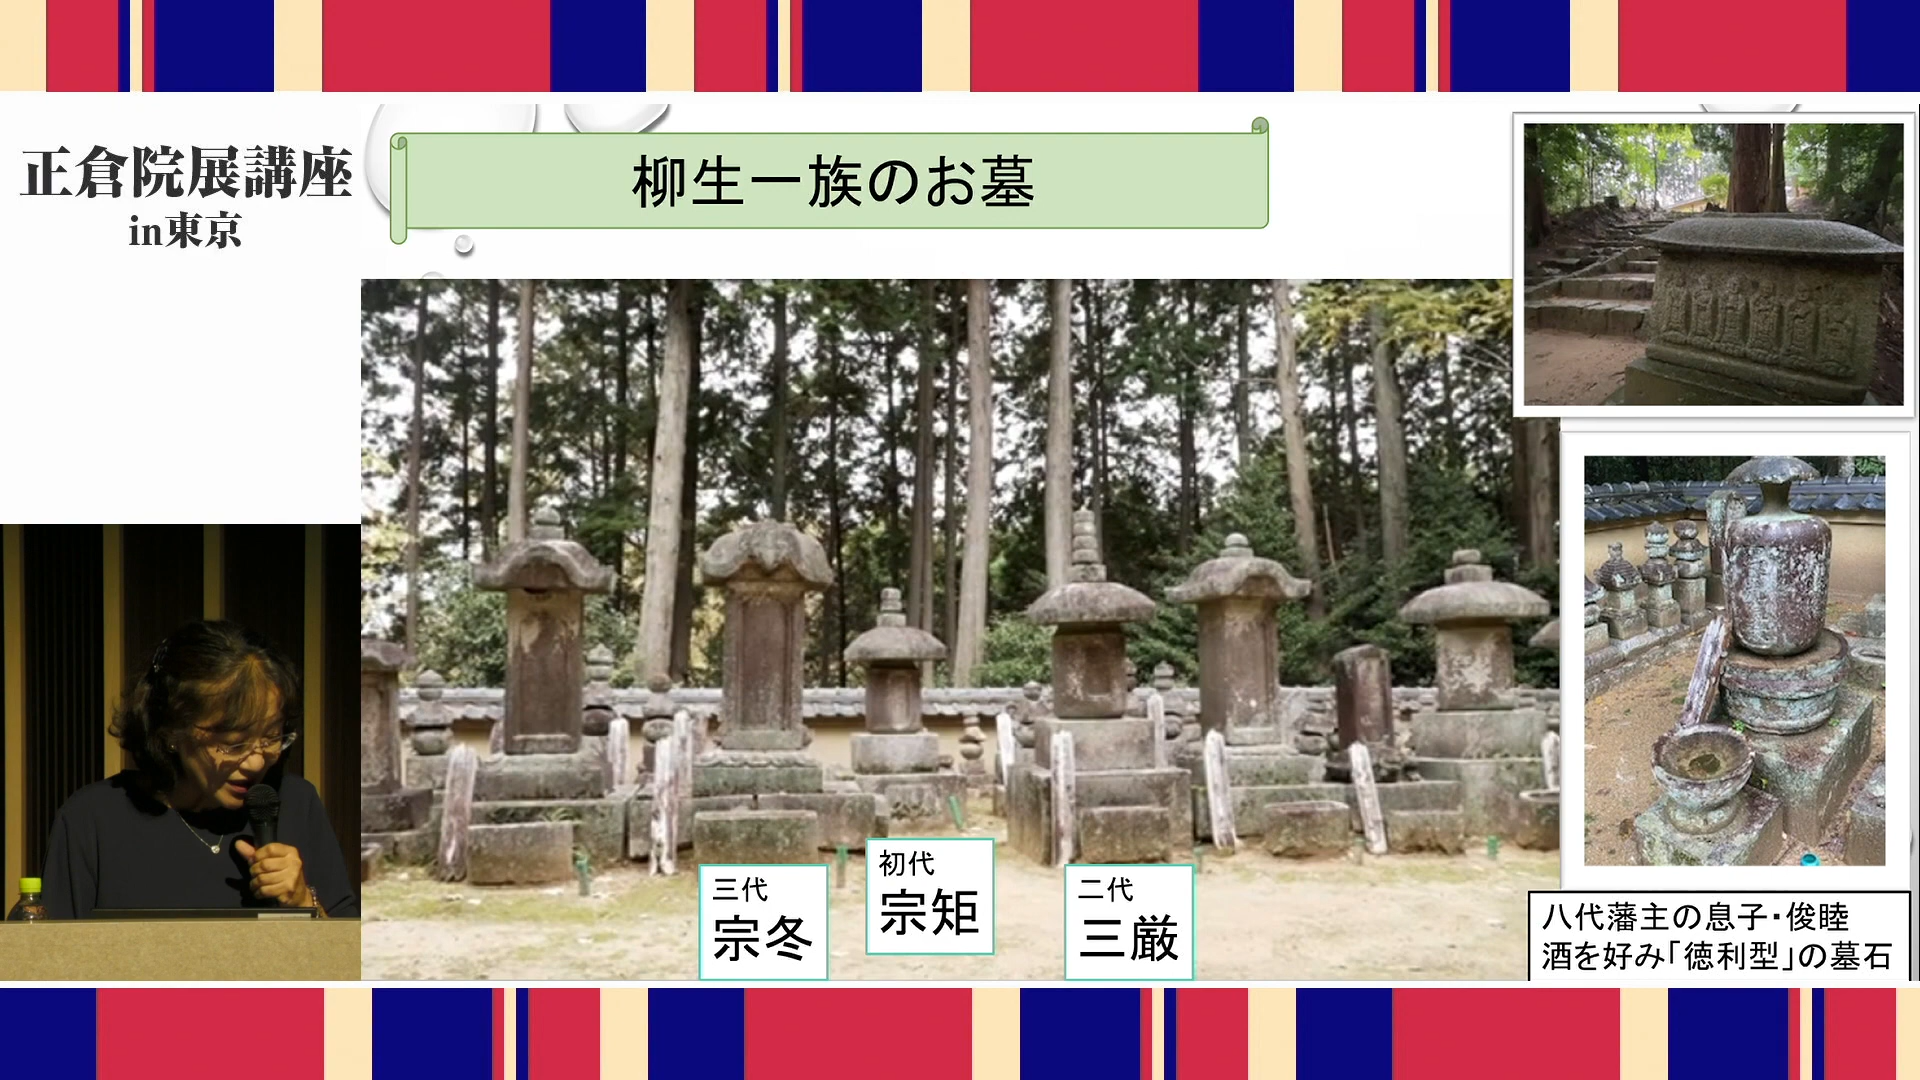 正倉院展講座
in東京
柳生一族のお墓
三代
宗冬
初代
宗矩
二代
三厳
八代藩主の息子・俊睦
酒を好み「徳利型」の墓石